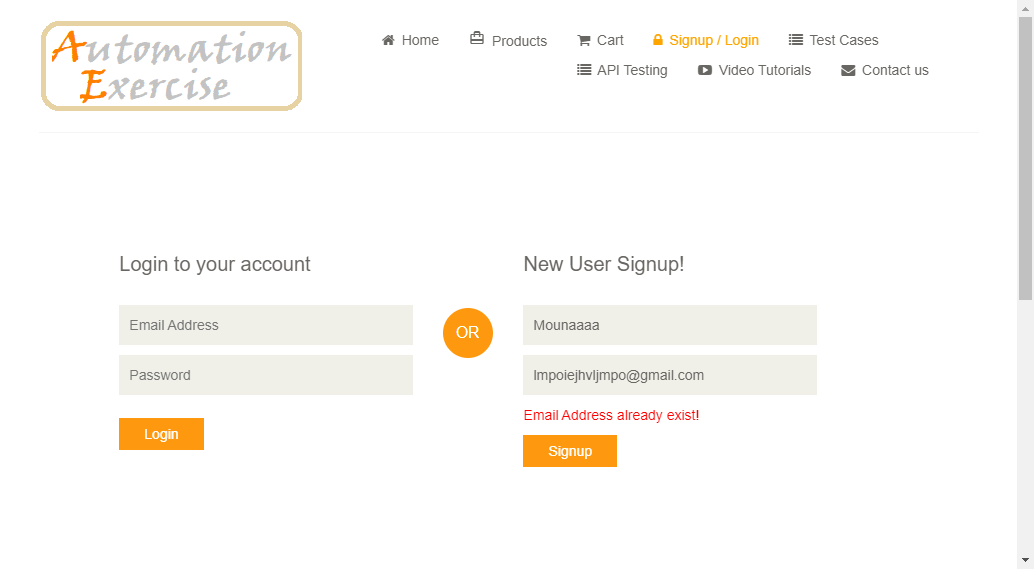 Automation
Exercise
Home
Products
Cart
Signup / Login
Test Cases
API Testing
Video Tutorials
Contact us
Login to your account
Email Address
Password
Login
OR
New User Signup!
Mounaaaa
lmpoiejhvljmpo@gmail.com
Email Address already exist!
Signup